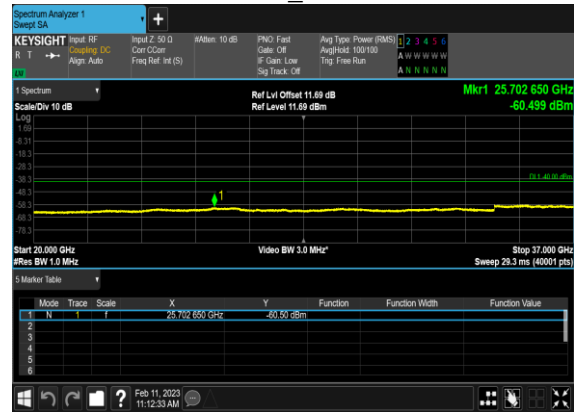 Spectrum Analyzer 1
Swept SA
KEYSIGHT Input: RF Input Z: 50 Ω #Atten: 10 dB PNO: Fast Avg Type: Power (RMS) 1 2 3 4 5 6
R T Coupling: DC Corr CCorr Gate: Off Avg|Hold: 100/100 A W W W W W
Align: Auto Freq Ref: Int (S) IF Gain: Low Trig: Free Run
Sig Track: Off A N N N N N
1 Spectrum Ref Lvl Offset 11.69 dB Mkr1 25.702 650 GHz
Scale/Div 10 dB Ref Level 11.69 dBm -60.499 dBm
Log
1.69
-8.31
-18.3
-28.3
-38.3 DL1 -40.00 dBm
-48.3 1
-58.3
-68.3
-78.3
Start 20.000 GHz Video BW 3.0 MHz* Stop 37.000 GHz
#Res BW 1.0 MHz Sweep 29.3 ms (40001 pts)
5 Marker Table
Mode Trace Scale X Y Function Function Width Function Value
1 N 1 f 25.702 650 GHz -60.50 dBm
2
3
4
5
6
? Feb 11, 2023
11:12:33 AM